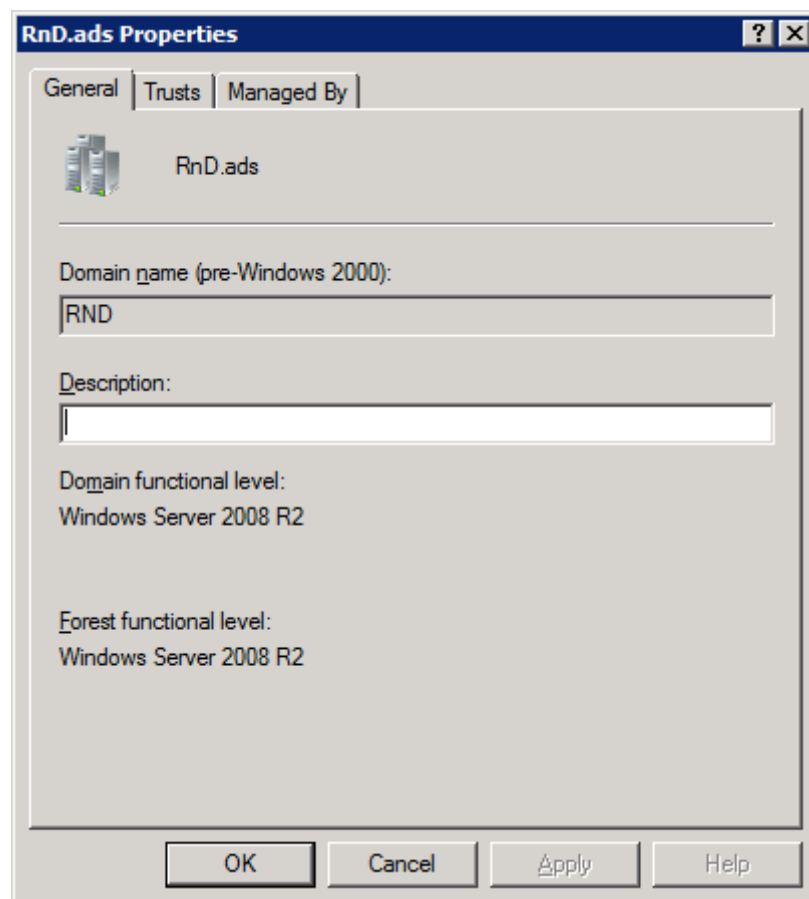 RnD.ads Properties
?
General Trusts Managed By
RnD.ads
Domain name (pre-Windows 2000):
RND
Description:
Domain functional level:
Windows Server 2008 R2
Forest functional level:
Windows Server 2008 R2
OK Cancel Apply Help